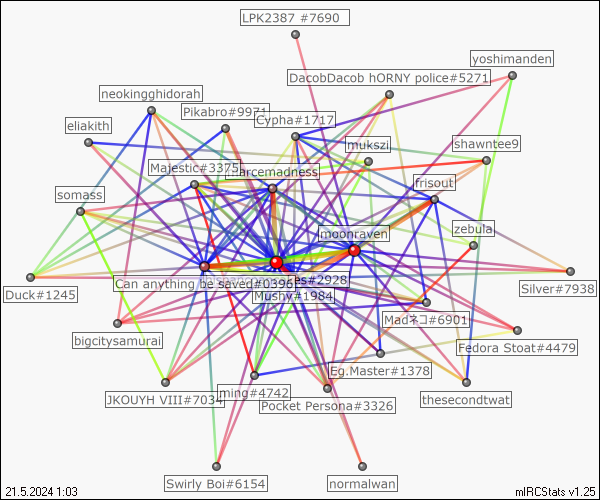 LPK2387 #7690
yoshimanden
DacobDacob hORNY police#5271
neokingghidorah
Pikabro#9971
Cypha#1717
eliakith
mukszi
shawntee9
Majestic#3375
arcemadness
frisout
somass
moonraven
zebula
Can anything be saved#0396
es#2928
Duck#1245
Mushy#1984
Silver#7938
Madネコ#6901
bigcitysamurai
Fedora Stoat#4479
Eg.Master#1378
JKOUYH VIII#7034
ming#4742
Pocket Persona#3326
thesecondtwat
Swirly Boi#6154
normalwan
21.5.2024 1:03
mIRCStats v1.25